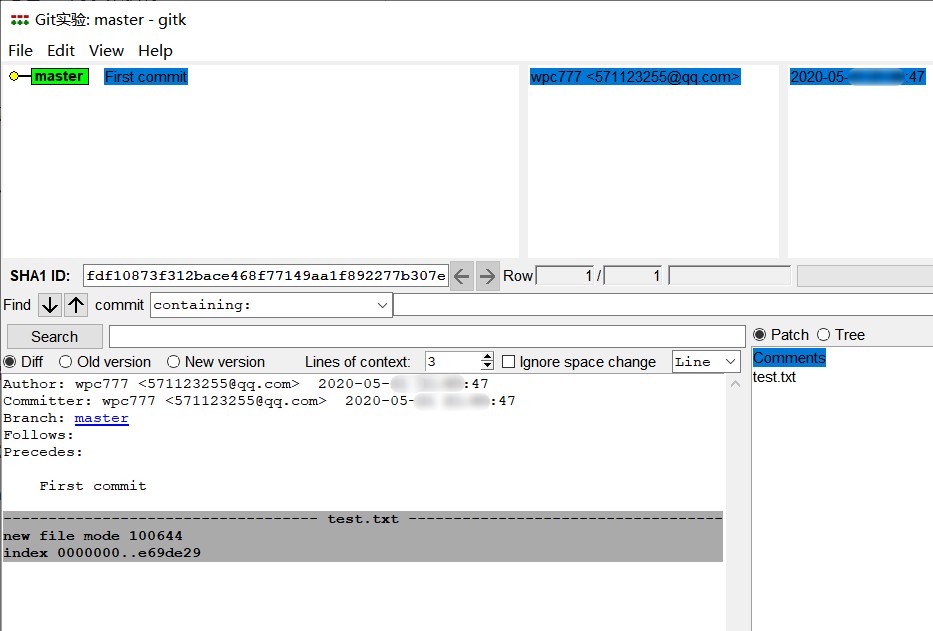 Git实验: master - gitk
File Edit View Help
master First commit wpc777 <571123255@qq.com> 2020-05- :47
SHA1 ID: fdf10873f312bace468f77149aa1f892277b307e Row 1 / 1
Find commit containing:
Search Patch Tree
Diff Old version New version Lines of context: 3 Ignore space change Line
Comments
test.txt
Author: wpc777 <571123255@qq.com> 2020-05- :47
Committer: wpc777 <571123255@qq.com> 2020-05- :47
Branch: master
Follows:
Precedes:
First commit
----------------------------------- test.txt -----------------------------------
new file mode 100644
index 0000000..e69de29